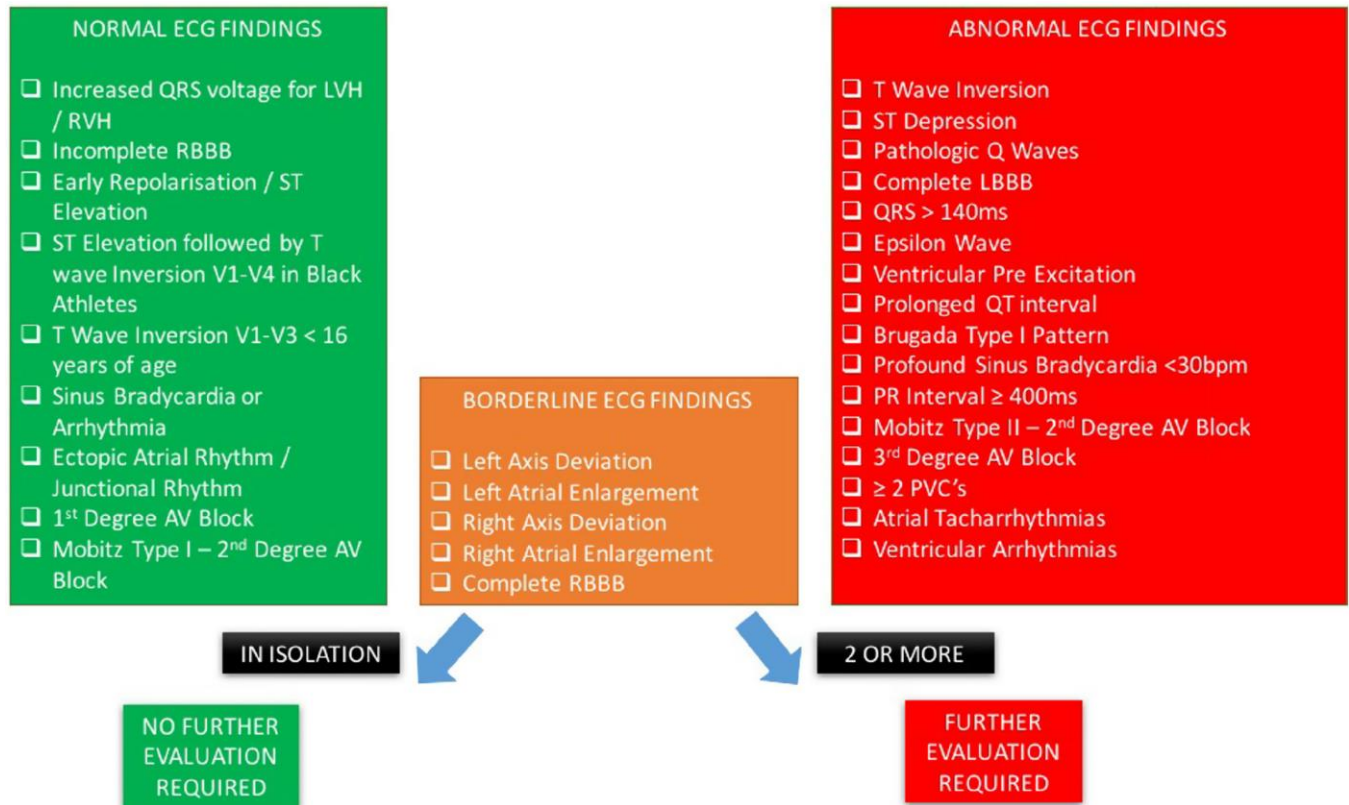 NORMAL ECG FINDINGS
❑ Increased QRS voltage for LVH
/ RVH
❑ Incomplete RBBB
❑ Early Repolarisation / ST
Elevation
❑ ST Elevation followed by T
wave Inversion V1-V4 in Black
Athletes
❑ T Wave Inversion V1-V3 < 16
years of age
❑ Sinus Bradycardia or
Arrhythmia
❑ Ectopic Atrial Rhythm /
Junctional Rhythm
❑ 1st Degree AV Block
❑ Mobitz Type I – 2nd Degree AV
Block
BORDERLINE ECG FINDINGS
❑ Left Axis Deviation
❑ Left Atrial Enlargement
❑ Right Axis Deviation
❑ Right Atrial Enlargement
❑ Complete RBBB
ABNORMAL ECG FINDINGS
❑ T Wave Inversion
❑ ST Depression
❑ Pathologic Q Waves
❑ Complete LBBB
❑ QRS > 140ms
❑ Epsilon Wave
❑ Ventricular Pre Excitation
❑ Prolonged QT interval
❑ Brugada Type I Pattern
❑ Profound Sinus Bradycardia <30bpm
❑ PR Interval ≥ 400ms
❑ Mobitz Type II – 2nd Degree AV Block
❑ 3rd Degree AV Block
❑ ≥ 2 PVC's
❑ Atrial Tacharrhythmias
❑ Ventricular Arrhythmias
IN ISOLATION
2 OR MORE
NO FURTHER
EVALUATION
REQUIRED
FURTHER
EVALUATION
REQUIRED